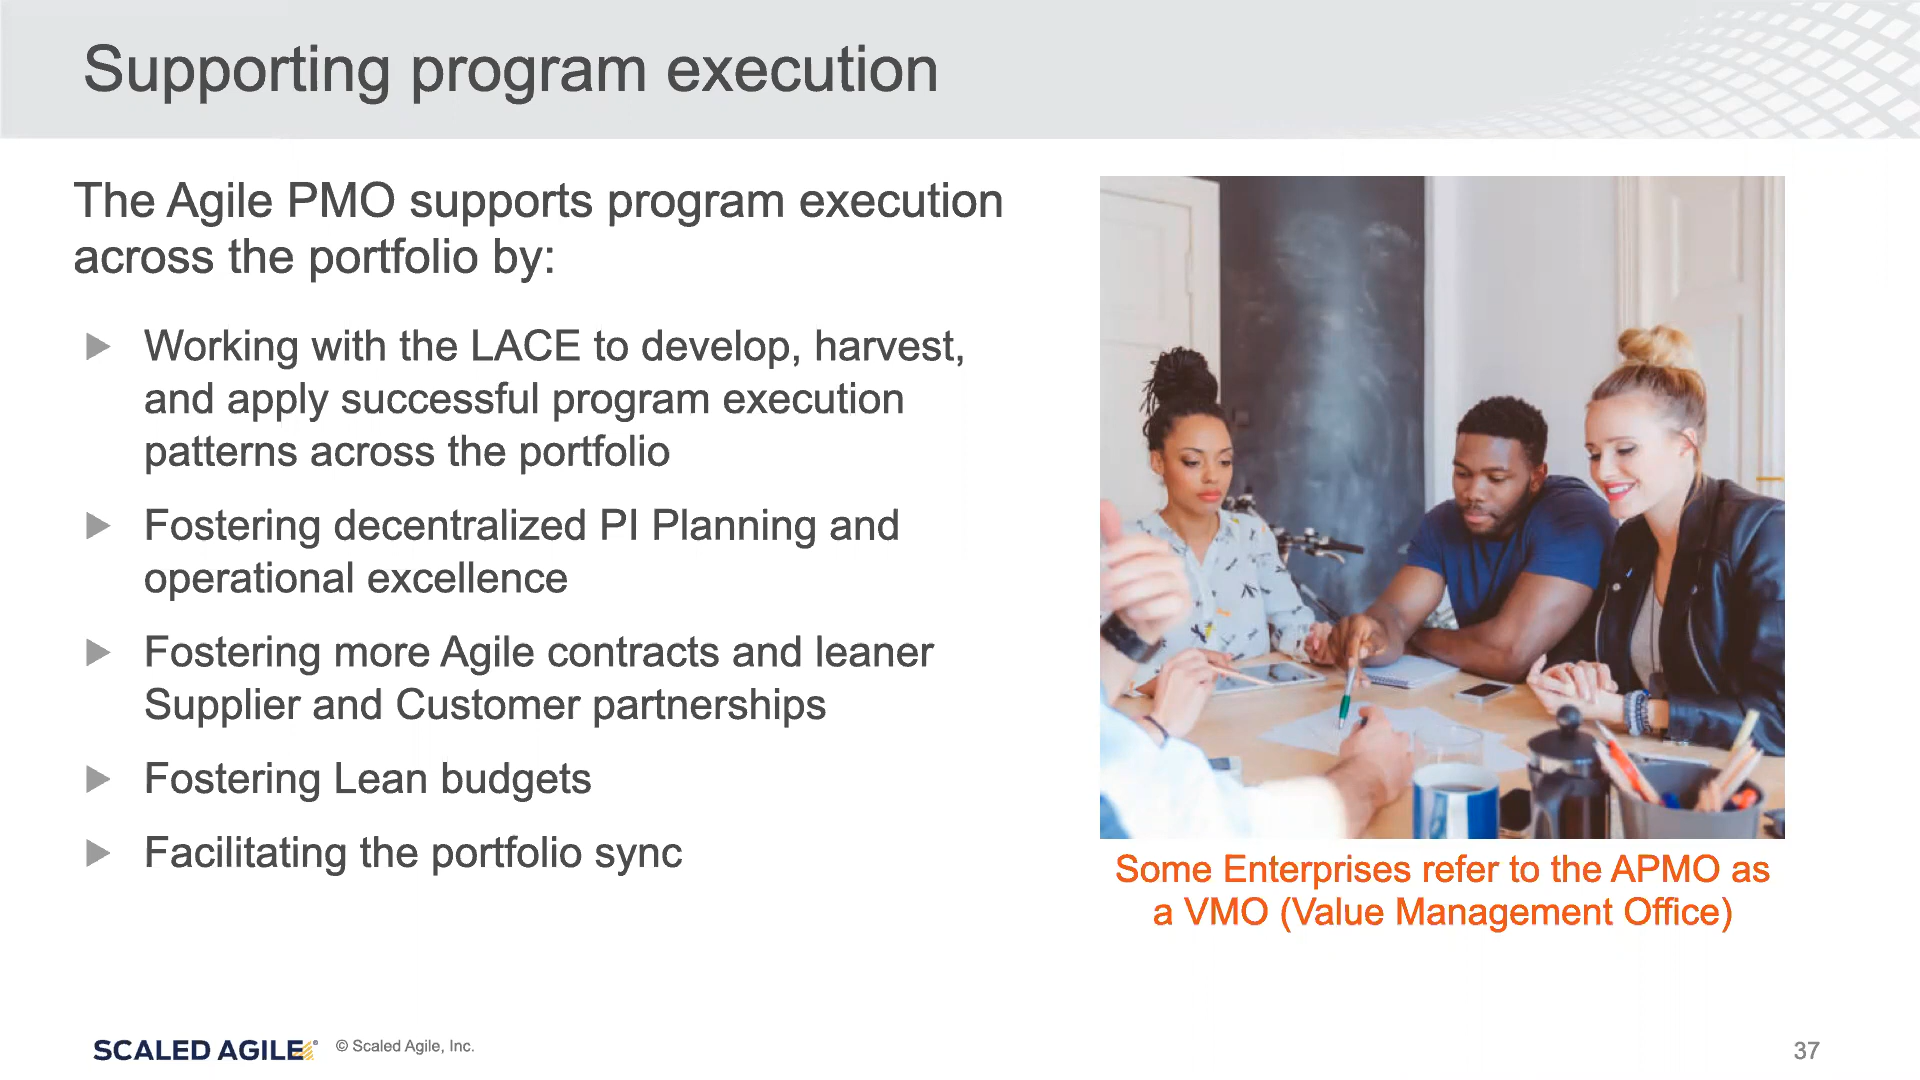 Supporting program execution
The Agile PMO supports program execution
across the portfolio by:
Working with the LACE to develop, harvest,
and apply successful program execution
patterns across the portfolio
Fostering decentralized PI Planning and
operational excellence
Fostering more Agile contracts and leaner
Supplier and Customer partnerships
Fostering Lean budgets
Facilitating the portfolio sync
Some Enterprises refer to the APMO as
a VMO (Value Management Office)
SCALED AGILE® © Scaled Agile, Inc.
37